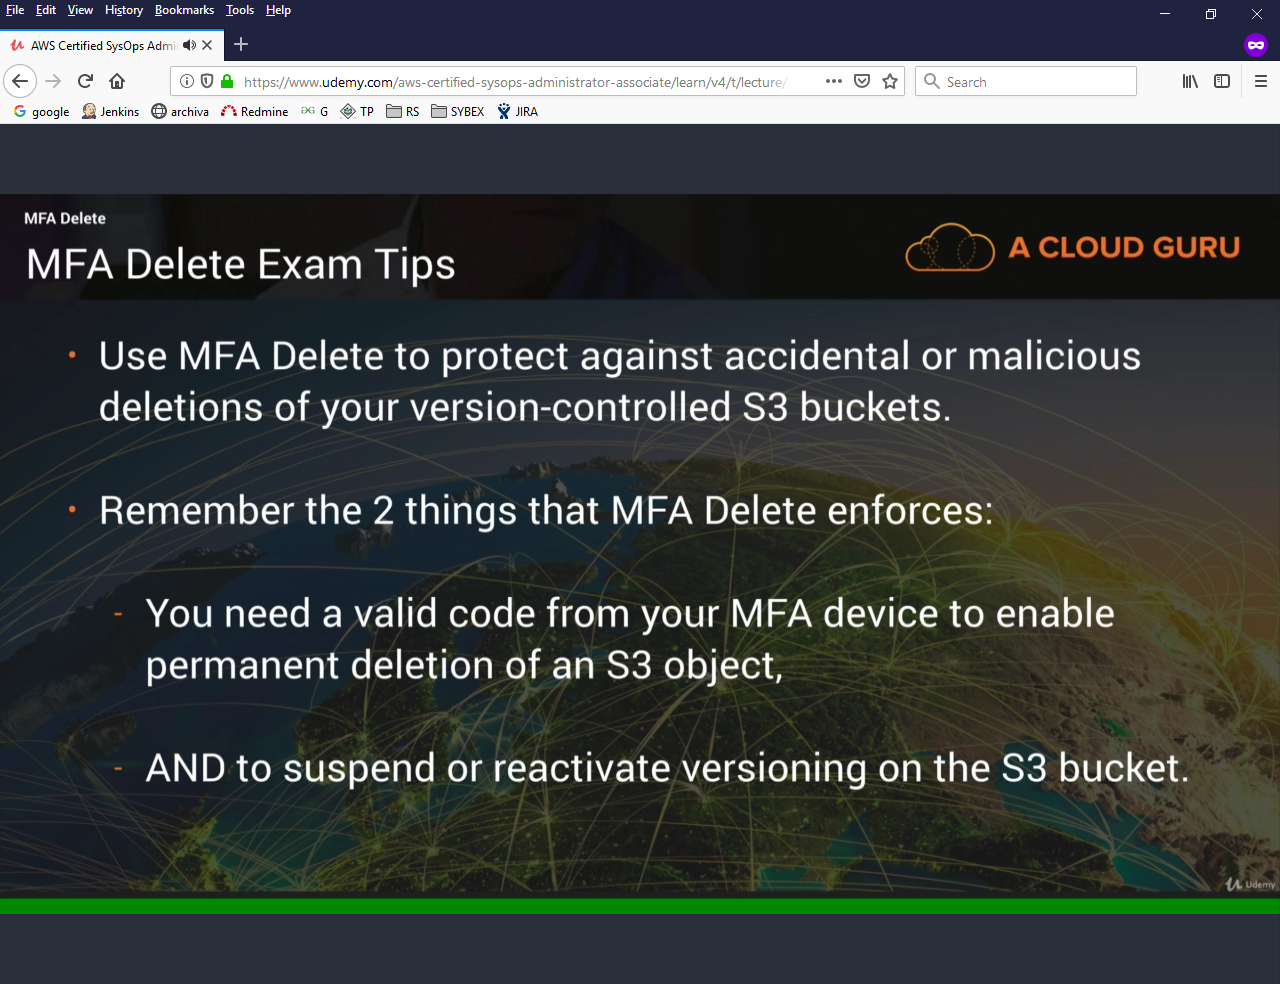 File Edit View History Bookmarks Tools Help
AWS Certified SysOps Admi
https://www.udemy.com/aws-certified-sysops-administrator-associate/learn/v4/t/lecture/
Search
google Jenkins archiva Redmine G TP RS SYBEX JIRA
MFA Delete
MFA Delete Exam Tips
A CLOUD GURU
• Use MFA Delete to protect against accidental or malicious
deletions of your version-controlled S3 buckets.
• Remember the 2 things that MFA Delete enforces:
- You need a valid code from your MFA device to enable
permanent deletion of an S3 object,
- AND to suspend or reactivate versioning on the S3 bucket.
Udemy